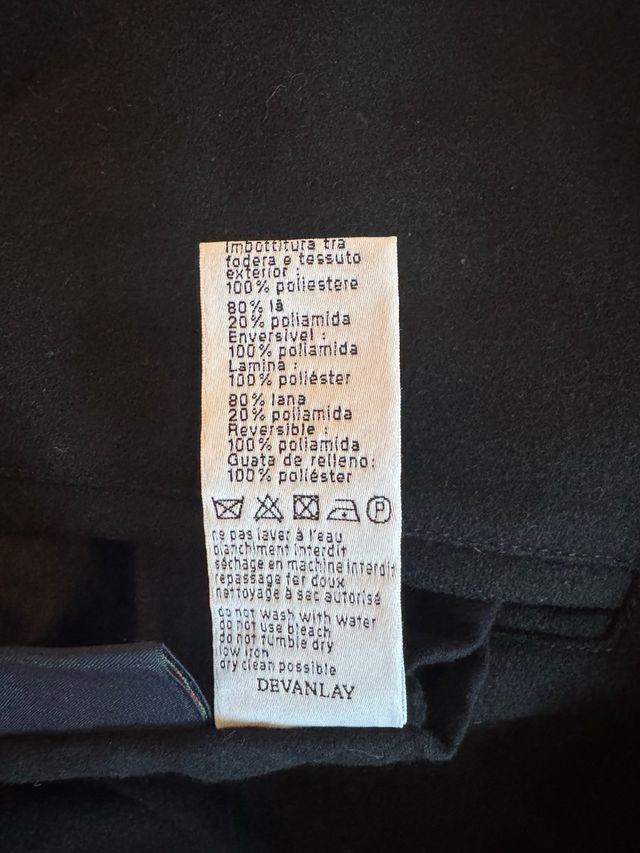 Imbottitura tra
fodera e tessuto
exterior :
100% poliestere
80% lã
20% poliamida
Enversivel :
100% poliamida
Lamina :
100% poliéster
80% lana
20% poliamida
Reversible :
100% poliamida
Guata de relleno:
100% poliéster
P
ne pas laver à l'eau
blanchiment interdit
séchage en machine interdit
repassage fer doux
nettoyage à sec autorisé
do not wash with water
do not use bleach
do not tumble dry
low iron
dry clean possible
DEVANLAY